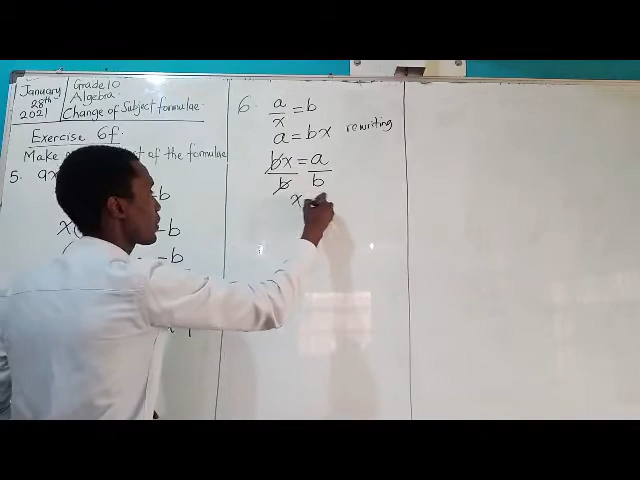 January 28th 2021
Grade 10
Algebra.
Change of Subject formulae.
Exercise 6f.
Make of the formulae
5. ax
- b
x( - b
- b
6. a/x = b
a = bx rewriting
bx/b = a/b
x